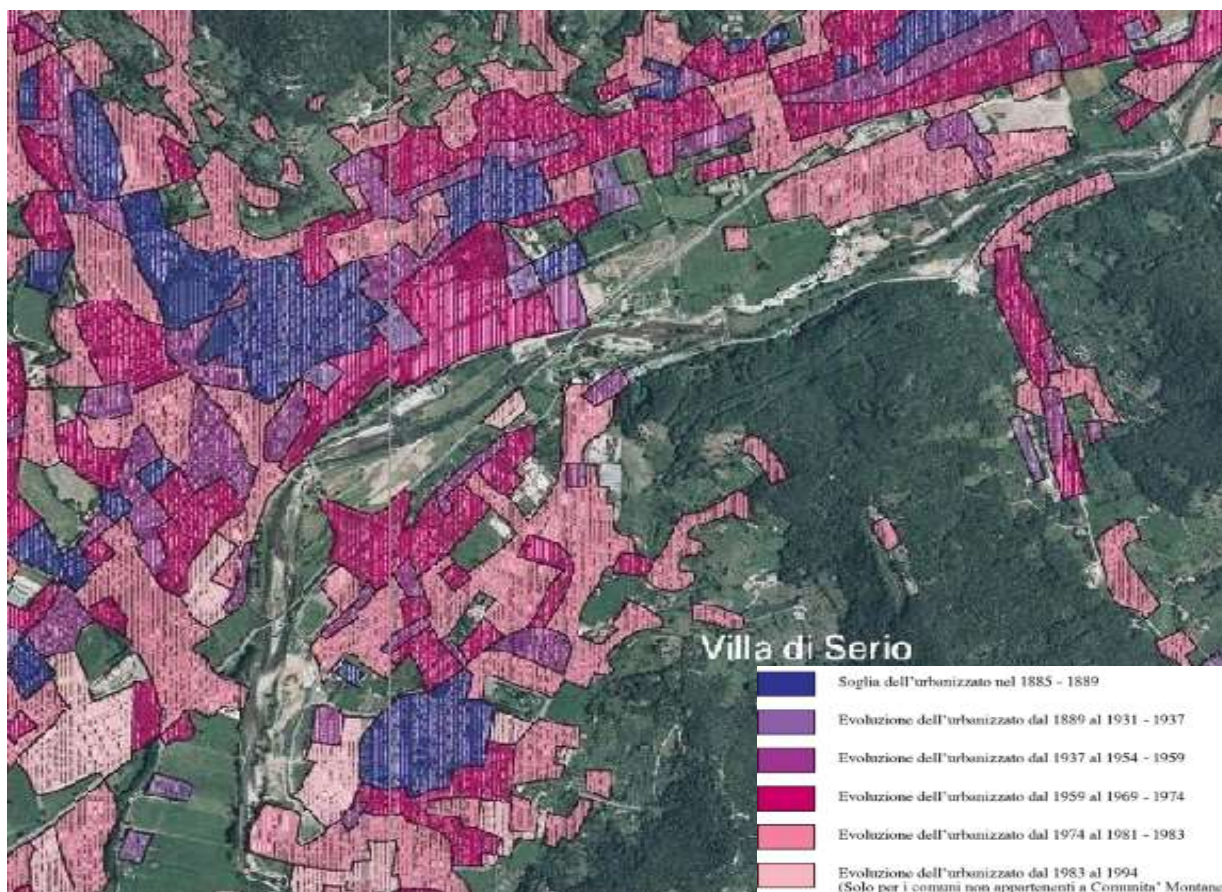 Villa di Serio
Soglia dell'urbanizzato nel 1885 - 1889
Evoluzione dell'urbanizzato dal 1889 al 1931 - 1937
Evoluzione dell'urbanizzato dal 1937 al 1954 - 1959
Evoluzione dell'urbanizzato dal 1959 al 1969 - 1974
Evoluzione dell'urbanizzato dal 1974 al 1981 - 1983
Evoluzione dell'urbanizzato dal 1983 al 1994
(Solo per i comuni non appartenenti a Comunita' Montane